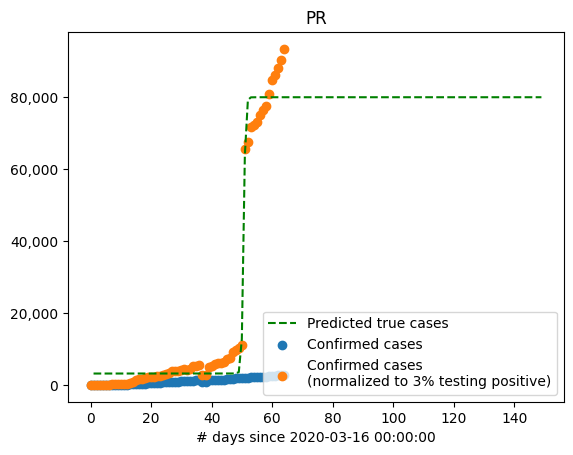 PR
80,000
60,000
40,000
20,000
0
0 20 40 60 80 100 120 140
# days since 2020-03-16 00:00:00
Predicted true cases
Confirmed cases
Confirmed cases
(normalized to 3% testing positive)